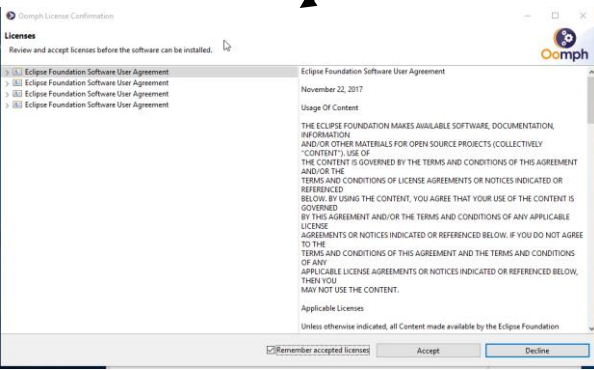 Oomph License Confirmation
Licenses
Review and accept licenses before the software can be installed.
Oomph
Eclipse Foundation Software User Agreement
Eclipse Foundation Software User Agreement
Eclipse Foundation Software User Agreement
Eclipse Foundation Software User Agreement
Eclipse Foundation Software User Agreement
November 22, 2017
Usage Of Content
THE ECLIPSE FOUNDATION MAKES AVAILABLE SOFTWARE, DOCUMENTATION,
INFORMATION
AND/OR OTHER MATERIALS FOR OPEN SOURCE PROJECTS (COLLECTIVELY
"CONTENT"). USE OF
THE CONTENT IS GOVERNED BY THE TERMS AND CONDITIONS OF THIS AGREEMENT
AND/OR THE
TERMS AND CONDITIONS OF LICENSE AGREEMENTS OR NOTICES INDICATED OR
REFERENCED
BELOW. BY USING THE CONTENT, YOU AGREE THAT YOUR USE OF THE CONTENT IS
GOVERNED
BY THIS AGREEMENT AND/OR THE TERMS AND CONDITIONS OF ANY APPLICABLE
LICENSE
AGREEMENTS OR NOTICES INDICATED OR REFERENCED BELOW. IF YOU DO NOT AGREE
TO THE
TERMS AND CONDITIONS OF THIS AGREEMENT AND THE TERMS AND CONDITIONS
OF ANY
APPLICABLE LICENSE AGREEMENTS OR NOTICES INDICATED OR REFERENCED BELOW,
THEN YOU
MAY NOT USE THE CONTENT.
Applicable Licenses
Unless otherwise indicated, all Content made available by the Eclipse Foundation
Remember accepted licenses
Accept
Decline